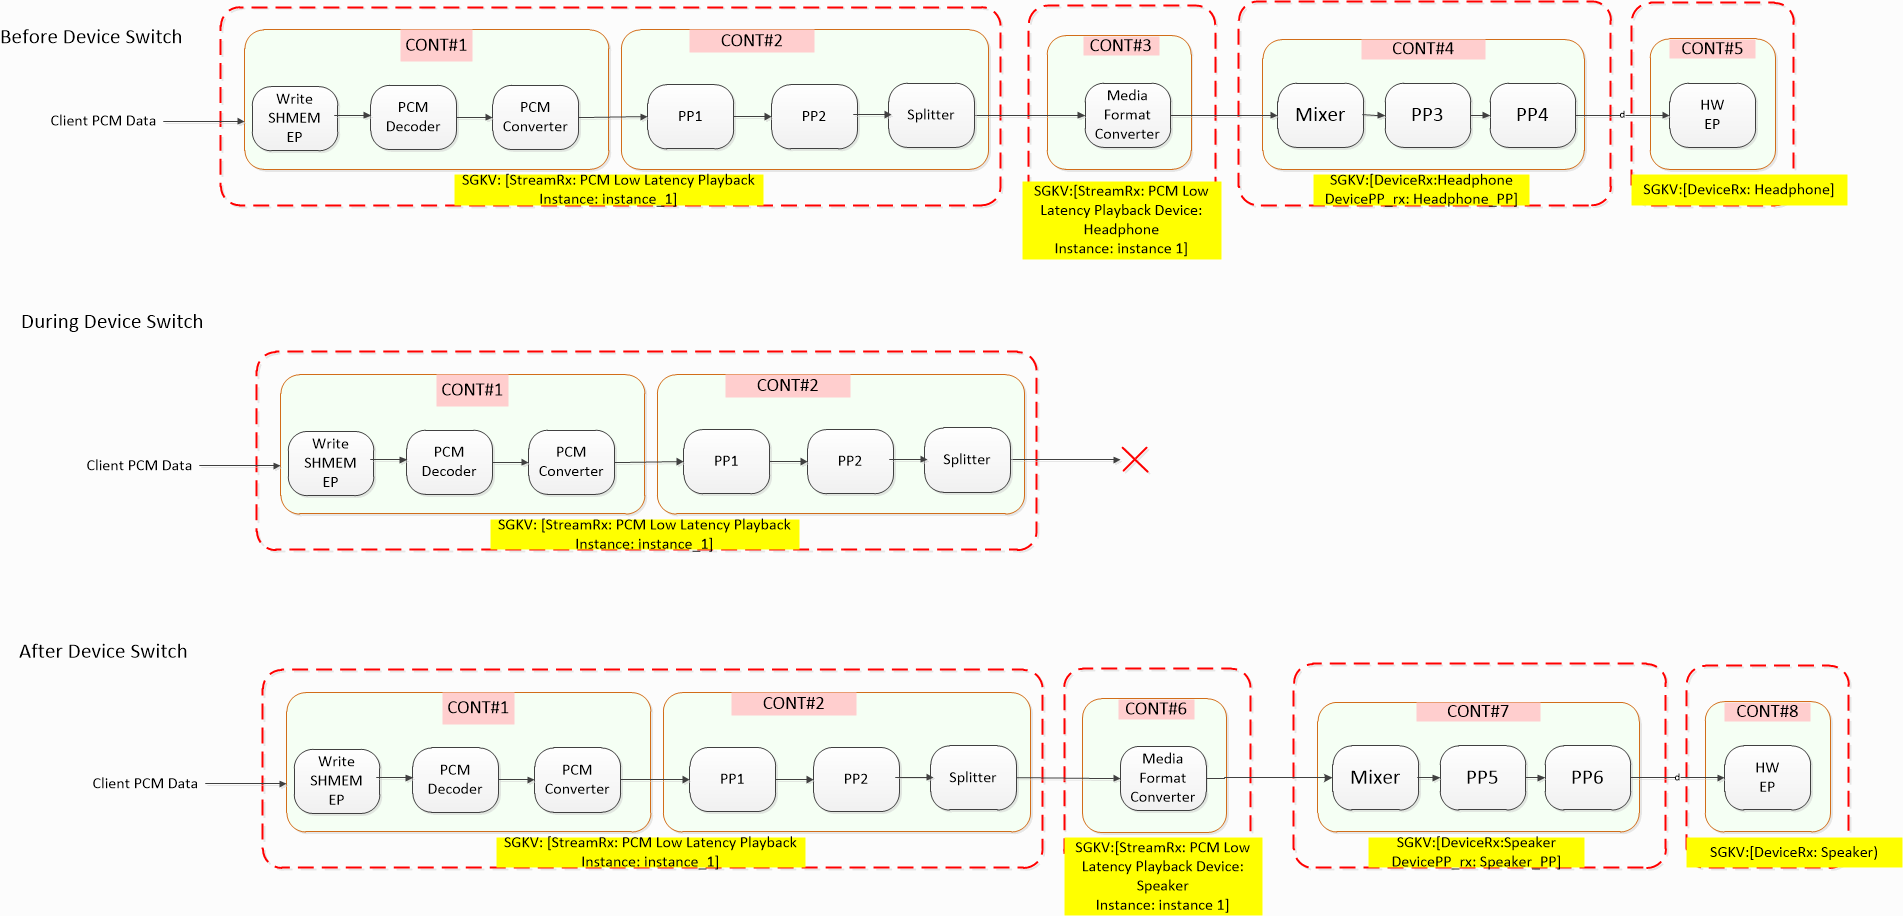 Before Device Switch
CONT#1
CONT#2
CONT#3
CONT#4
CONT#5
Client PCM Data
Write
SHMEM
EP
PCM
Decoder
PCM
Converter
PP1
PP2
Splitter
Media
Format
Converter
Mixer
PP3
PP4
d
HW
EP
SGKV: [StreamRx: PCM Low Latency Playback
Instance: instance_1]
SGKV:[StreamRx: PCM Low
Latency Playback Device:
Headphone
Instance: instance 1]
SGKV:[DeviceRx:Headphone
DevicePP_rx: Headphone_PP]
SGKV:[DeviceRx: Headphone]
During Device Switch
CONT#1
CONT#2
Client PCM Data
Write
SHMEM
EP
PCM
Decoder
PCM
Converter
PP1
PP2
Splitter
SGKV: [StreamRx: PCM Low Latency Playback
Instance: instance_1]
After Device Switch
CONT#1
CONT#2
CONT#6
CONT#7
CONT#8
Client PCM Data
Write
SHMEM
EP
PCM
Decoder
PCM
Converter
PP1
PP2
Splitter
Media
Format
Converter
Mixer
PP5
PP6
d
HW
EP
SGKV: [StreamRx: PCM Low Latency Playback
Instance: instance_1]
SGKV:[StreamRx: PCM Low
Latency Playback Device:
Speaker
Instance: instance 1]
SGKV:[DeviceRx:Speaker
DevicePP_rx: Speaker_PP]
SGKV:[DeviceRx: Speaker)